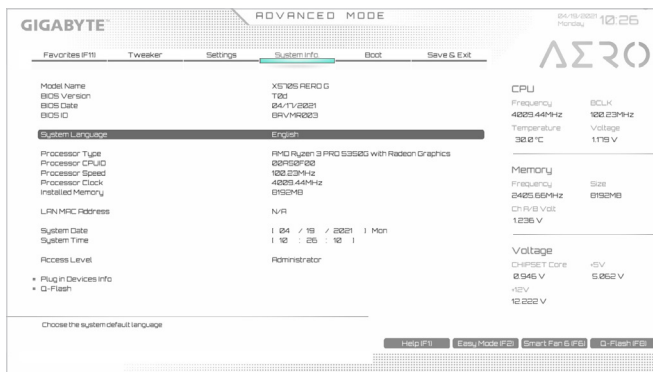 GIGABYTE™
ADVANCED MODE
04/19/2021
Monday
10:26
Favorites (F11)
Tweaker
Settings
System Info
Boot
Save & Exit
AERO
Model Name X570S AERO G
BIOS Version T0d
BIOS Date 04/17/2021
BIOS ID 8AVMA003
System Language English
Processor Type AMD Ryzen 3 PRO 5350G with Radeon Graphics
Processor CPUID 00A50F00
Processor Speed 100.23MHz
Processor Clock 4009.44MHz
Installed Memory 8192MB
LAN MAC Address N/A
System Date [ 04 / 19 / 2021 ] Mon
System Time [ 10 : 26 : 10 ]
Access Level Administrator
Plug in Devices Info
Q-Flash
CPU
Frequency BCLK
4009.44MHz 100.23MHz
Temperature Voltage
30.0 °C 1.179 V
Memory
Frequency Size
2405.66MHz 8192MB
Ch A/B Volt
1.236 V
Voltage
CHIPSET Core +5V
0.946 V 5.062 V
+12V
12.222 V
Choose the system default language
Help (F1)
Easy Mode (F2)
Smart Fan 6 (F6)
Q-Flash (F8)